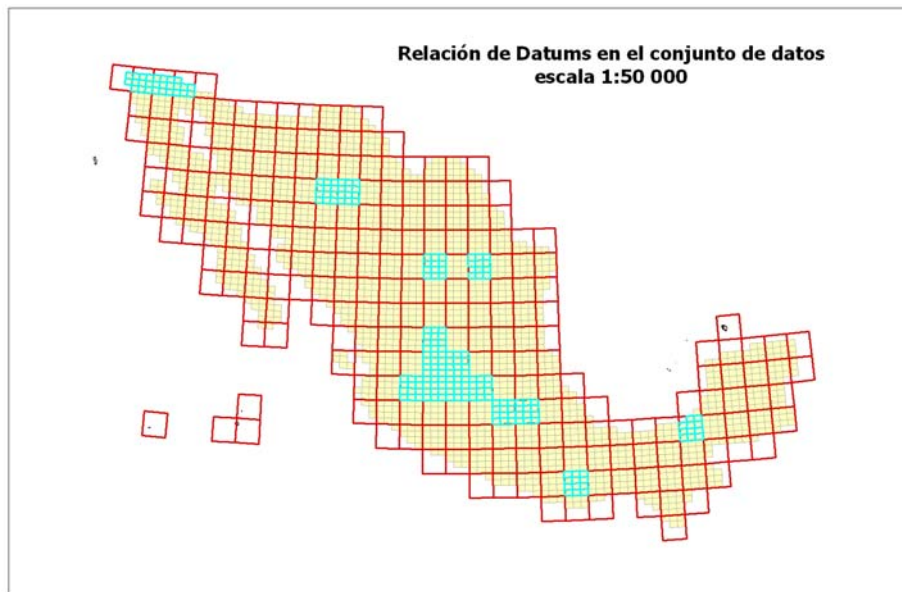 Relación de Datums en el conjunto de datos
escala 1:50 000